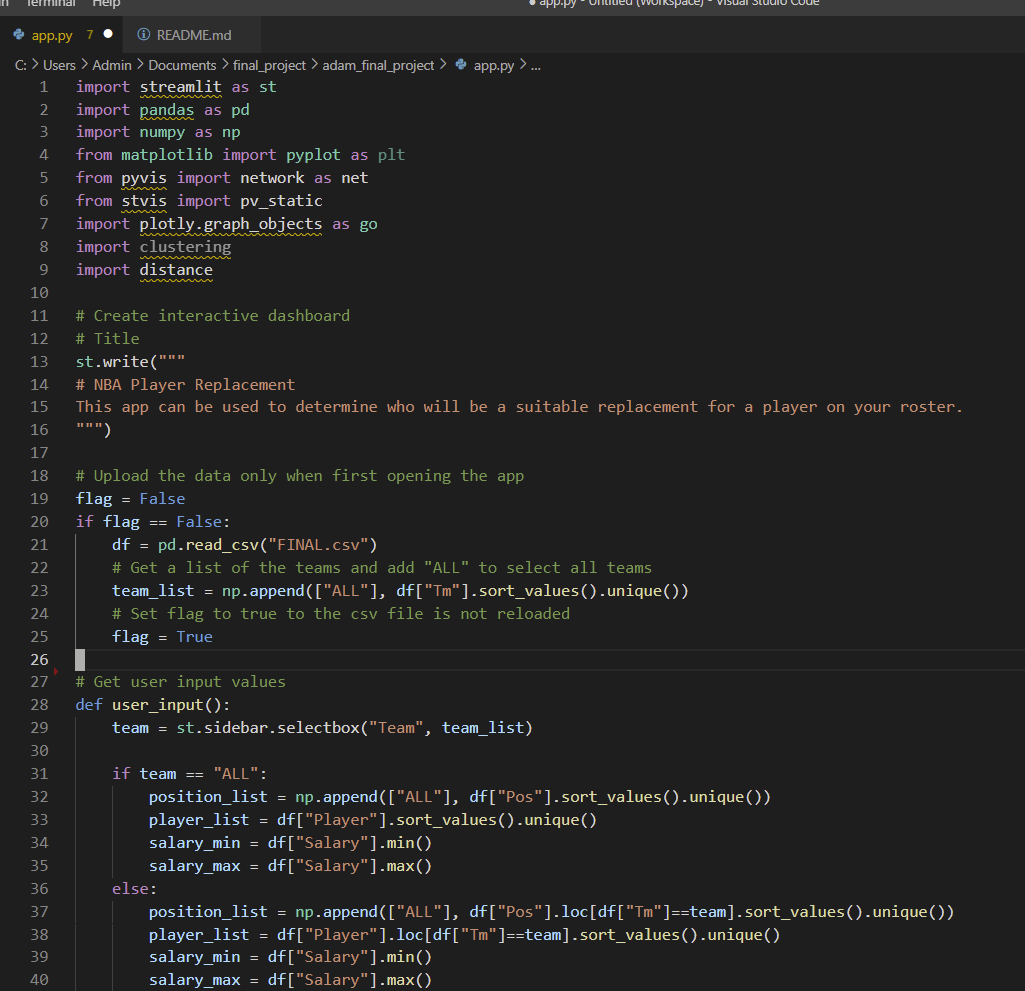 Terminal Help ● app.py - Untitled (Workspace) - Visual Studio Code
app.py 7 ● README.md
C: > Users > Admin > Documents > final_project > adam_final_project > app.py > ...
1 import streamlit as st
2 import pandas as pd
3 import numpy as np
4 from matplotlib import pyplot as plt
5 from pyvis import network as net
6 from stvis import pv_static
7 import plotly.graph_objects as go
8 import clustering
9 import distance
10
11 # Create interactive dashboard
12 # Title
13 st.write("""
14 # NBA Player Replacement
15 This app can be used to determine who will be a suitable replacement for a player on your roster.
16 """)
17
18 # Upload the data only when first opening the app
19 flag = False
20 if flag == False:
21     df = pd.read_csv("FINAL.csv")
22     # Get a list of the teams and add "ALL" to select all teams
23     team_list = np.append(["ALL"], df["Tm"].sort_values().unique())
24     # Set flag to true to the csv file is not reloaded
25     flag = True
26
27 # Get user input values
28 def user_input():
29     team = st.sidebar.selectbox("Team", team_list)
30
31     if team == "ALL":
32         position_list = np.append(["ALL"], df["Pos"].sort_values().unique())
33         player_list = df["Player"].sort_values().unique()
34         salary_min = df["Salary"].min()
35         salary_max = df["Salary"].max()
36     else:
37         position_list = np.append(["ALL"], df["Pos"].loc[df["Tm"]==team].sort_values().unique())
38         player_list = df["Player"].loc[df["Tm"]==team].sort_values().unique()
39         salary_min = df["Salary"].min()
40         salary_max = df["Salary"].max()